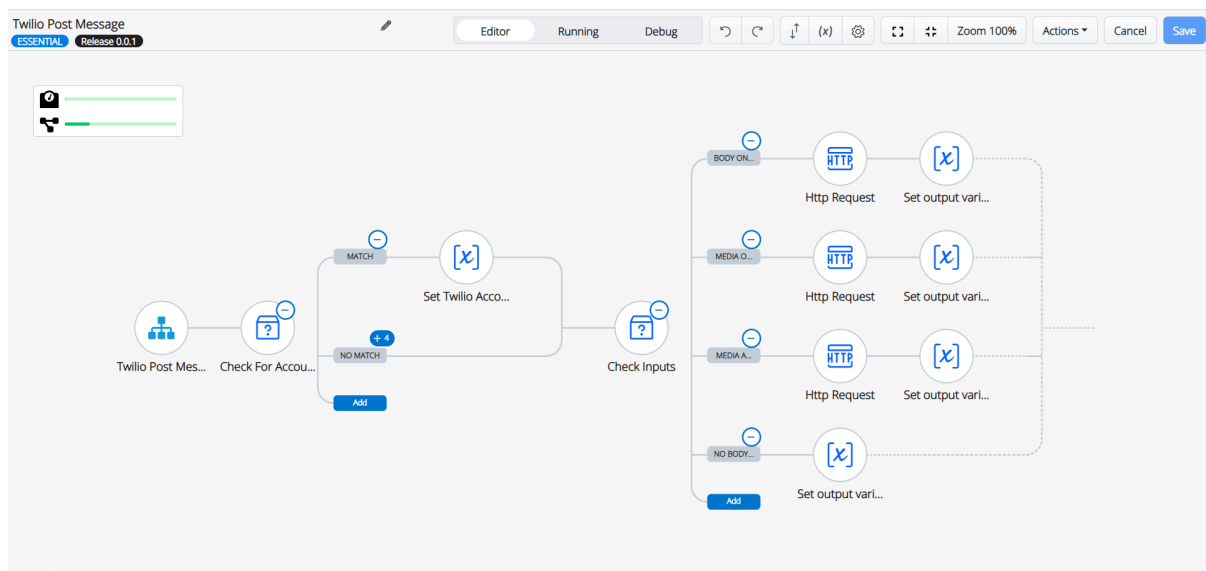 Twilio Post Message
ESSENTIAL Release 0.0.1
Editor Running Debug (x) Zoom 100% Actions Cancel Save
BODY ON...
HTTP [x]
Http Request Set output vari...
MATCH [x] MEDIA O... HTTP [x]
Set Twilio Acco... Http Request Set output vari...
? + 4 ?
NO MATCH MEDIA A... HTTP [x]
Twilio Post Mes... Check For Accou... Check Inputs
Add Http Request Set output vari...
NO BODY... [x]
Add Set output vari...